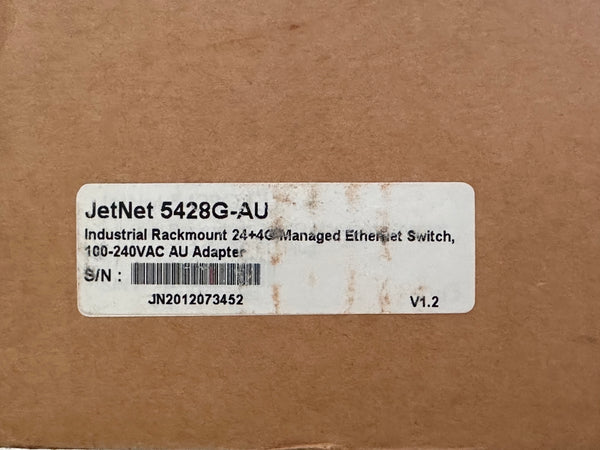 JetNet 5428G-AU
Industrial Rackmount 24+4G Managed Ethernet Switch,
100-240VAC AU Adapter
S/N :
JN2012073452
V1.2